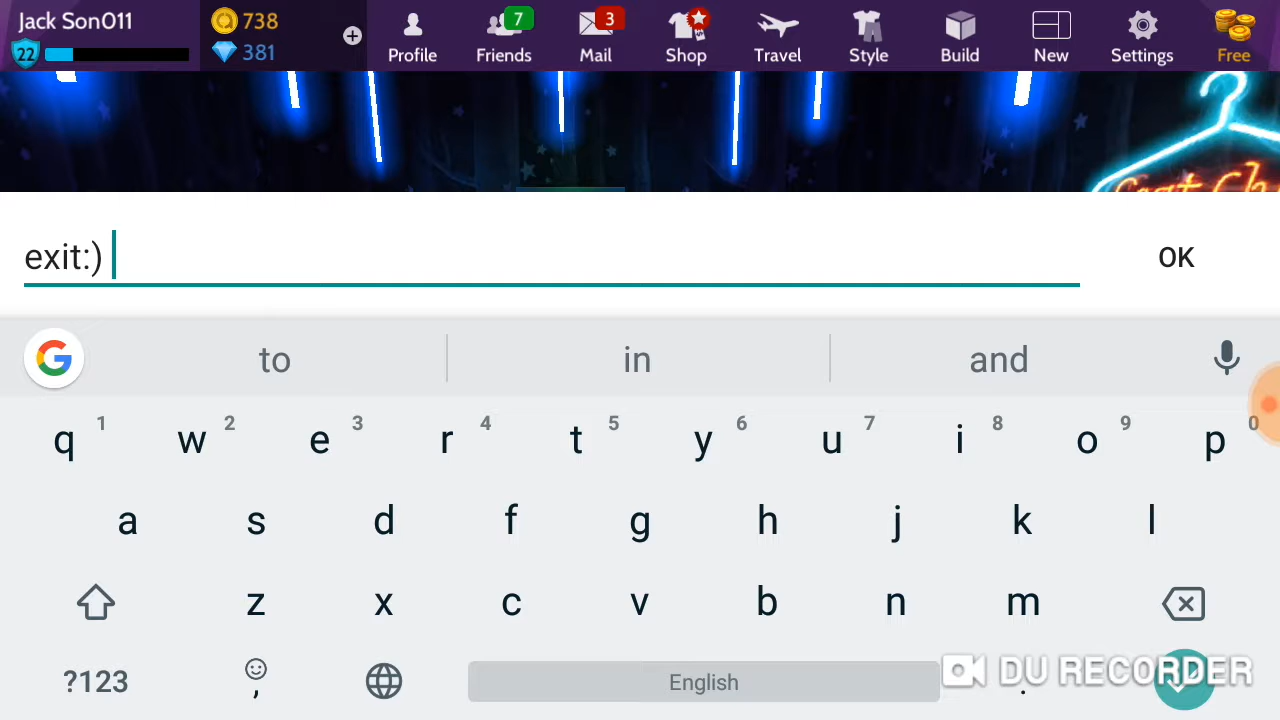 Jack Son011 738 7 3
22 381 Profile Friends Mail Shop Travel Style Build New Settings Free
exit:) OK
G to in and
q 1 w 2 e 3 r 4 t 5 y 6 u 7 i 8 o 9 p 0
a s d f g h j k l
z x c v b n m
?123 , English .
DU RECORDER